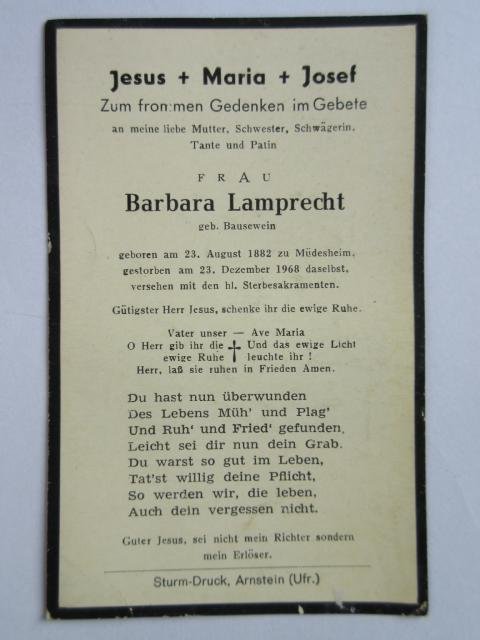 Jesus + Maria + Josef
Zum frommen Gedenken im Gebete
an meine liebe Mutter, Schwester, Schwägerin,
Tante und Patin
FRAU
Barbara Lamprecht
geb. Bausewein
geboren am 23. August 1882 zu Müdesheim,
gestorben am 23. Dezember 1968 daselbst,
versehen mit den hl. Sterbesakramenten.
Gütigster Herr Jesus, schenke ihr die ewige Ruhe.
Vater unser — Ave Maria
O Herr gib ihr die † Und das ewige Licht
ewige Ruhe † leuchte ihr !
Herr, laß sie ruhen in Frieden Amen.
Du hast nun überwunden
Des Lebens Müh' und Plag'
Und Ruh' und Fried' gefunden,
Leicht sei dir nun dein Grab.
Du warst so gut im Leben,
Tat'st willig deine Pflicht,
So werden wir, die leben,
Auch dein vergessen nicht.
Guter Jesus, sei nicht mein Richter sondern
mein Erlöser.
Sturm-Druck, Arnstein (Ufr.)